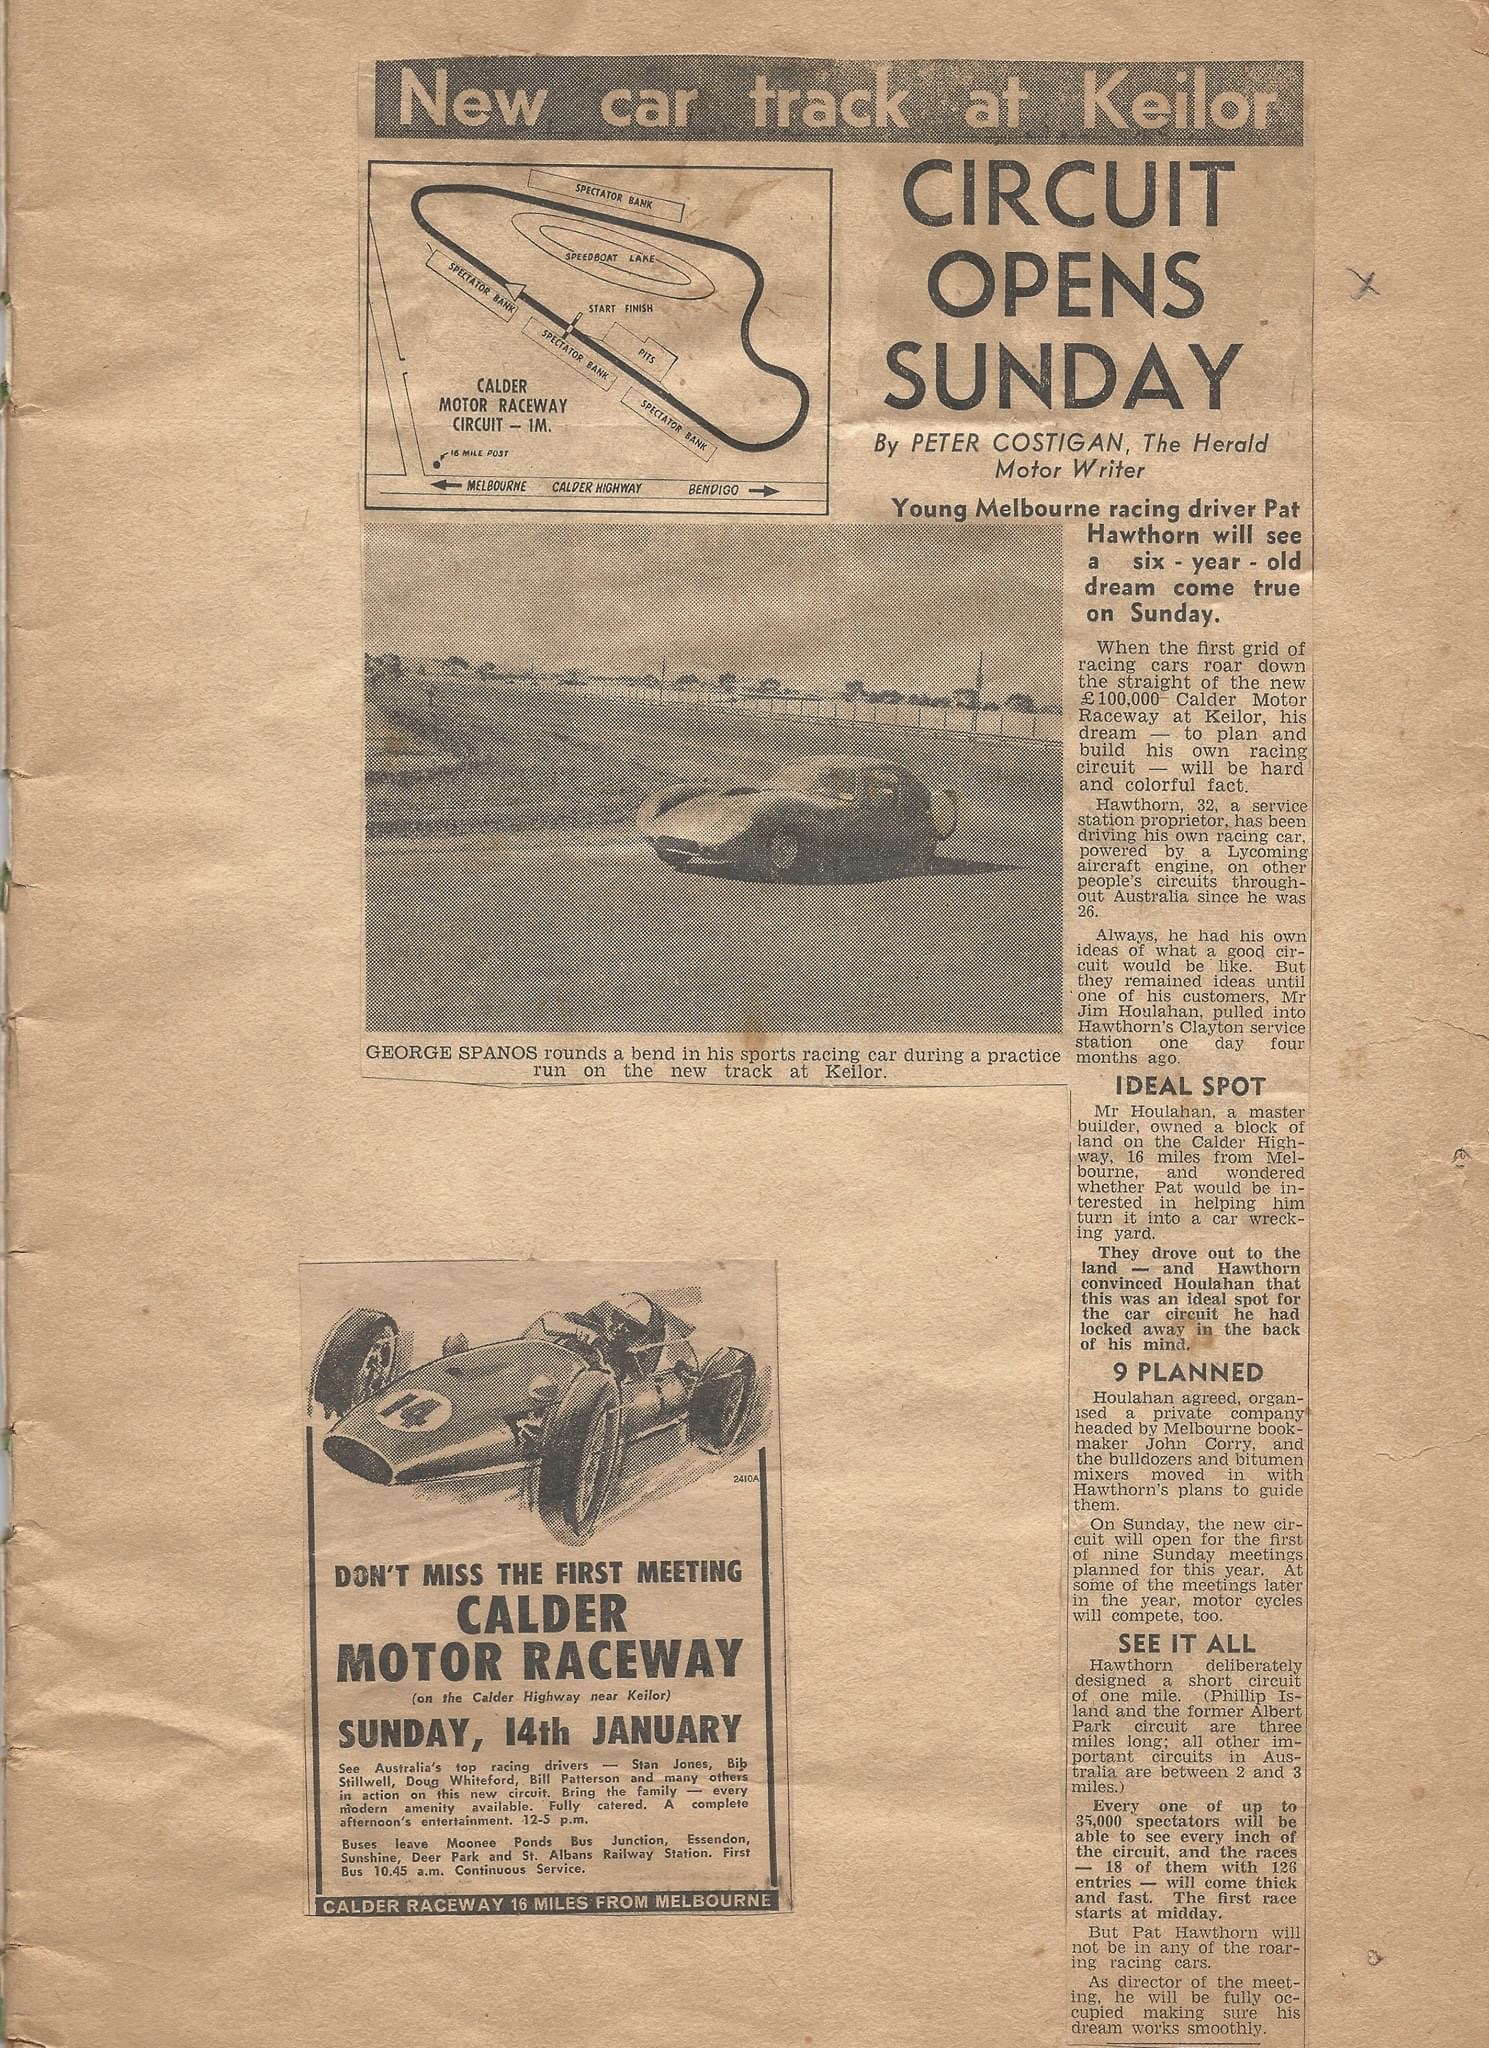 New car track at Keilor
SPECTATOR BANK
SPEEDBOAT LAKE
SPECTATOR BANK
START FINISH
SPECTATOR BANK
PITS
SPECTATOR BANK
CALDER
MOTOR RACEWAY
CIRCUIT – 1M.
16 MILE POST
MELBOURNE CALDER HIGHWAY BENDIGO
CIRCUIT
OPENS
SUNDAY
By PETER COSTIGAN, The Herald
Motor Writer
Young Melbourne racing driver Pat
Hawthorn will see
a six - year - old
dream come true
on Sunday.
When the first grid of
racing cars roar down
the straight of the new
£100,000 Calder Motor
Raceway at Keilor, his
dream — to plan and
build his own racing
circuit — will be hard
and colorful fact.
Hawthorn, 32, a service
station proprietor, has been
driving his own racing car,
powered by a Lycoming
aircraft engine, on other
people's circuits through-
out Australia since he was
26.
Always, he had his own
ideas of what a good cir-
cuit would be like. But
they remained ideas until
one of his customers, Mr
Jim Houlahan, pulled into
Hawthorn's Clayton service
station one day four
months ago.
GEORGE SPANOS rounds a bend in his sports racing car during a practice
run on the new track at Keilor.
IDEAL SPOT
Mr Houlahan, a master
builder, owned a block of
land on the Calder High-
way, 16 miles from Mel-
bourne, and wondered
whether Pat would be in-
terested in helping him
turn it into a car wreck-
ing yard.
They drove out to the
land — and Hawthorn
convinced Houlahan that
this was an ideal spot for
the car circuit he had
locked away in the back
of his mind.
9 PLANNED
Houlahan agreed, organ-
ised a private company
headed by Melbourne book-
maker John Corry, and
the bulldozers and bitumen
mixers moved in with
Hawthorn's plans to guide
them.
On Sunday, the new cir-
cuit will open for the first
of nine Sunday meetings
planned for this year. At
some of the meetings later
in the year, motor cycles
will compete, too.
SEE IT ALL
Hawthorn deliberately
designed a short circuit
of one mile. (Phillip Is-
land and the former Albert
Park circuit are three
miles long; all other im-
portant circuits in Aus-
tralia are between 2 and 3
miles.)
Every one of up to
35,000 spectators will be
able to see every inch of
the circuit, and the races
— 18 of them with 126
entries — will come thick
and fast. The first race
starts at midday.
But Pat Hawthorn will
not be in any of the roar-
ing racing cars.
As director of the meet-
ing, he will be fully oc-
cupied making sure his
dream works smoothly.
14
2410A
DON'T MISS THE FIRST MEETING
CALDER
MOTOR RACEWAY
(on the Calder Highway near Keilor)
SUNDAY, 14th JANUARY
See Australia's top racing drivers — Stan Jones, Bib
Stillwell, Doug Whiteford, Bill Patterson and many others
in action on this new circuit. Bring the family — every
modern amenity available. Fully catered. A complete
afternoon's entertainment. 12-5 p.m.
Buses leave Moonee Ponds Bus Junction, Essendon,
Sunshine, Deer Park and St. Albans Railway Station. First
Bus 10.45 a.m. Continuous Service.
CALDER RACEWAY 16 MILES FROM MELBOURNE